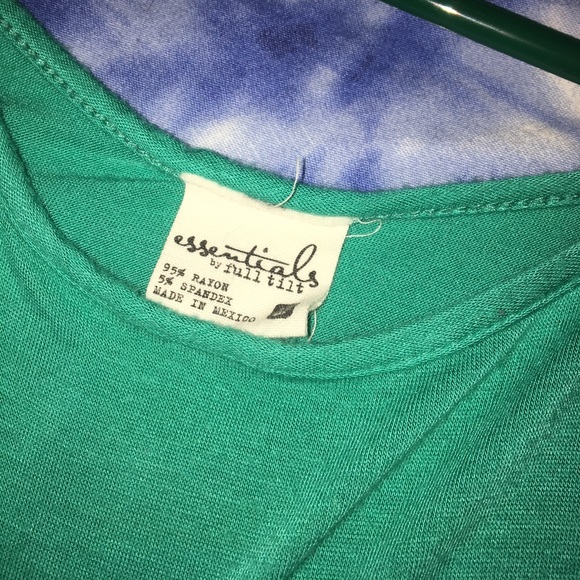 essentials
by full tilt
95% RAYON
5% SPANDEX
MADE IN MEXICO